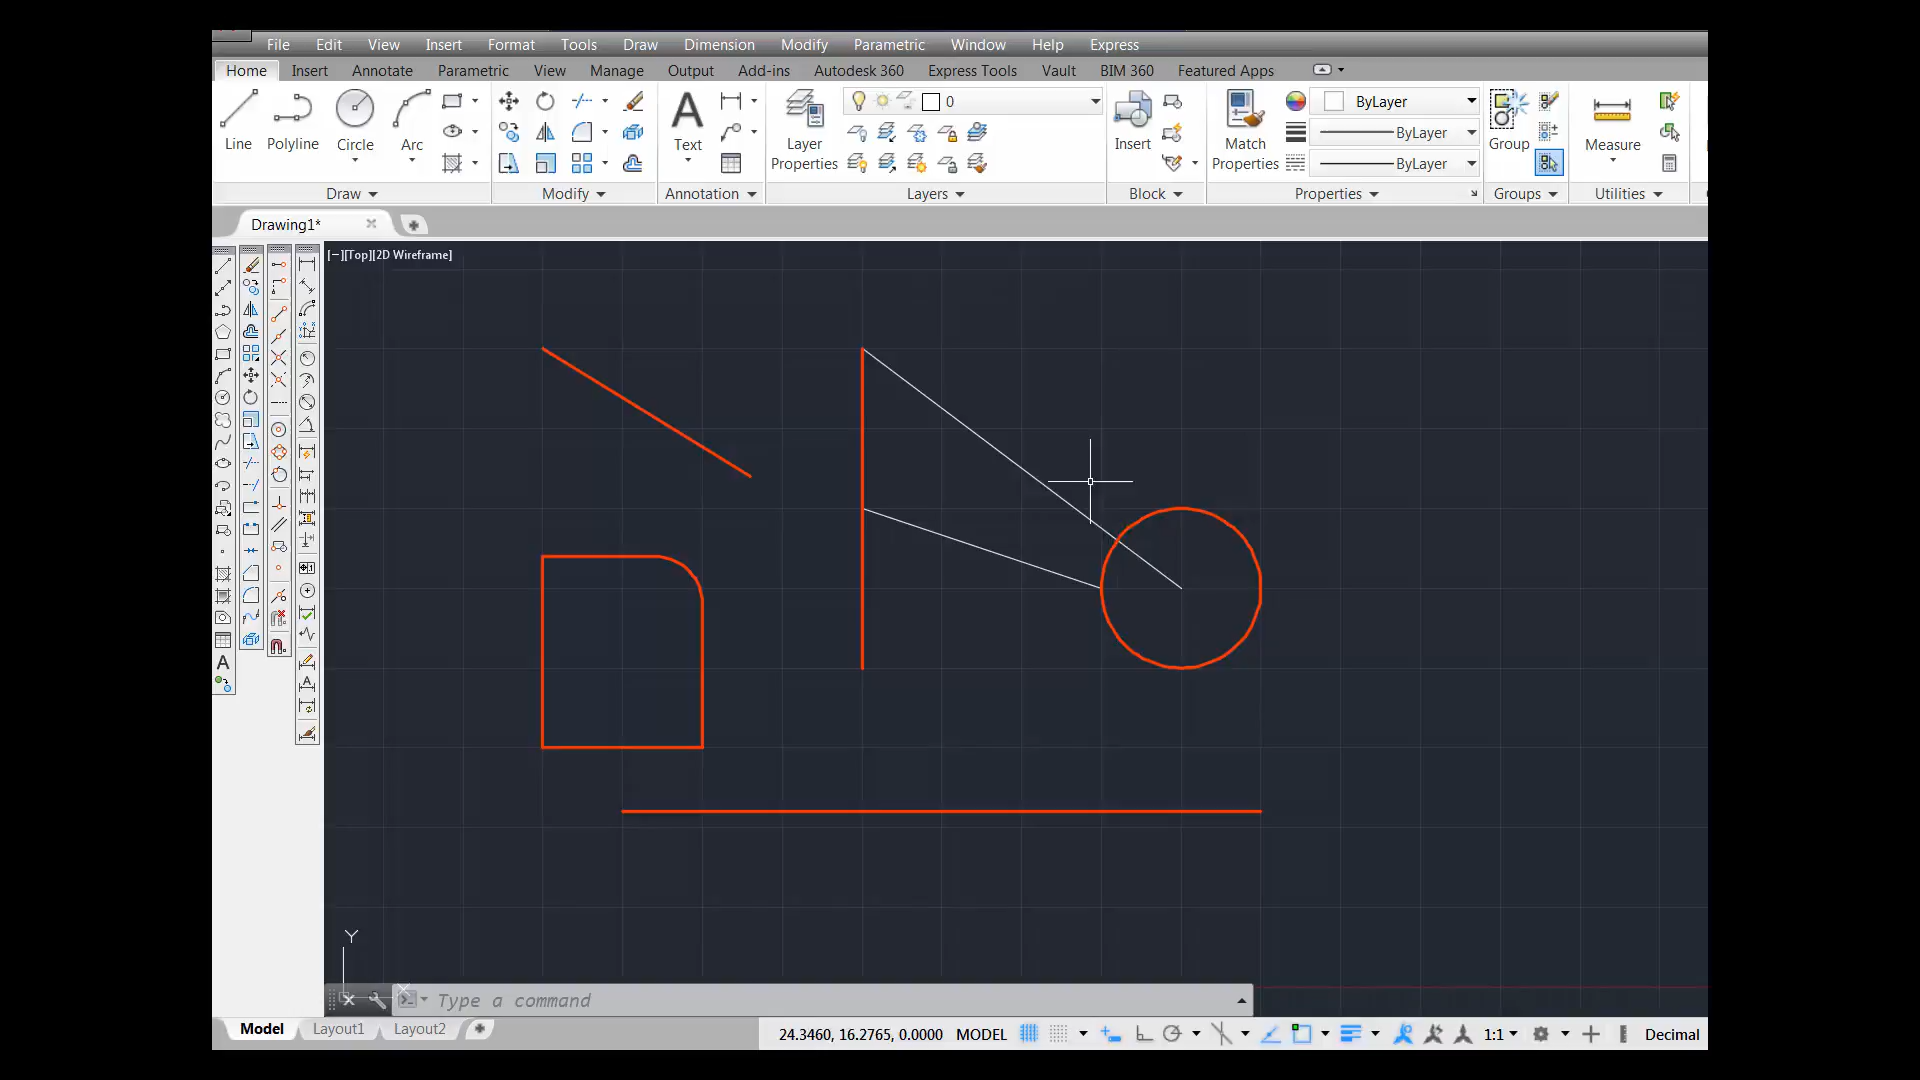 File Edit View Insert Format Tools Draw Dimension Modify Parametric Window Help Express
Home Insert Annotate Parametric View Manage Output Add-ins Autodesk 360 Express Tools Vault BIM 360 Featured Apps
0
ByLayer
ByLayer
ByLayer
Line Polyline Circle Arc
Text
Layer Properties
Insert
Match Properties
Group
Measure
Draw Modify Annotation Layers Block Properties Groups Utilities
Drawing1*
[−][Top][2D Wireframe]
A
Y
X
Type a command
Model Layout1 Layout2
24.3460, 16.2765, 0.0000 MODEL 1:1 Decimal